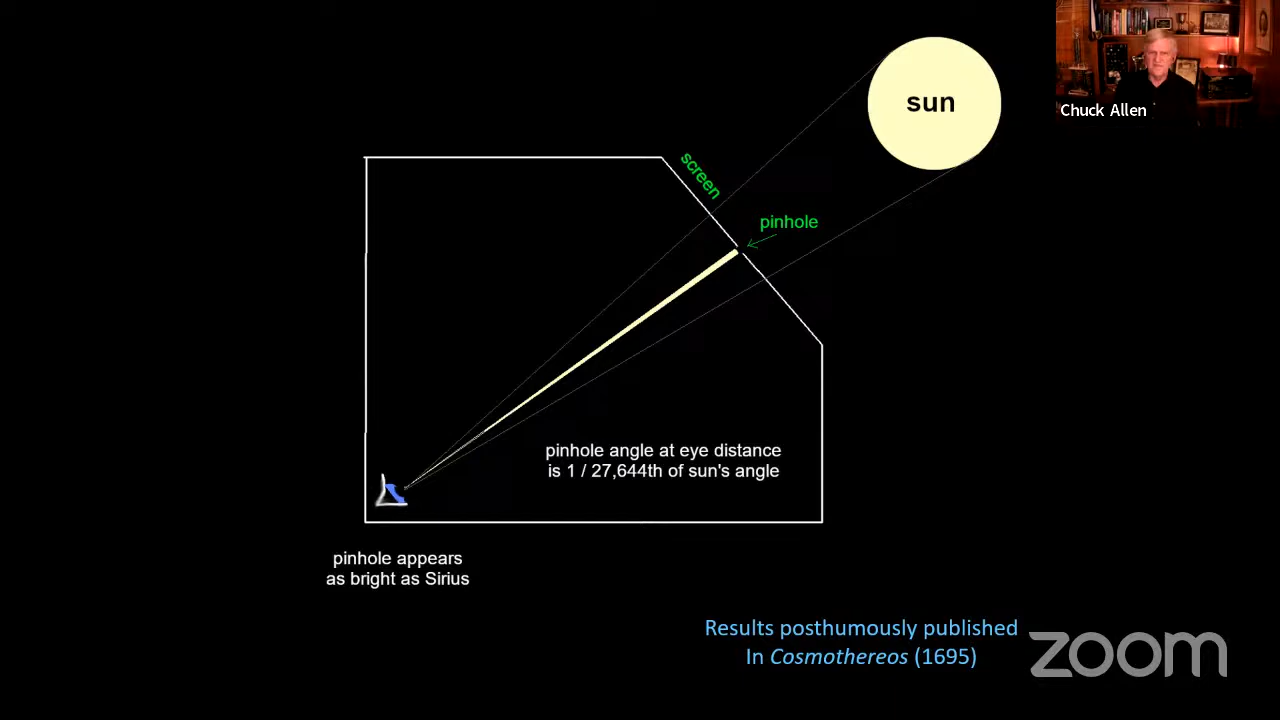 sun
Chuck Allen
screen
pinhole
pinhole angle at eye distance
is 1 / 27,644th of sun's angle
pinhole appears
as bright as Sirius
Results posthumously published
In Cosmothereos (1695)
zoom